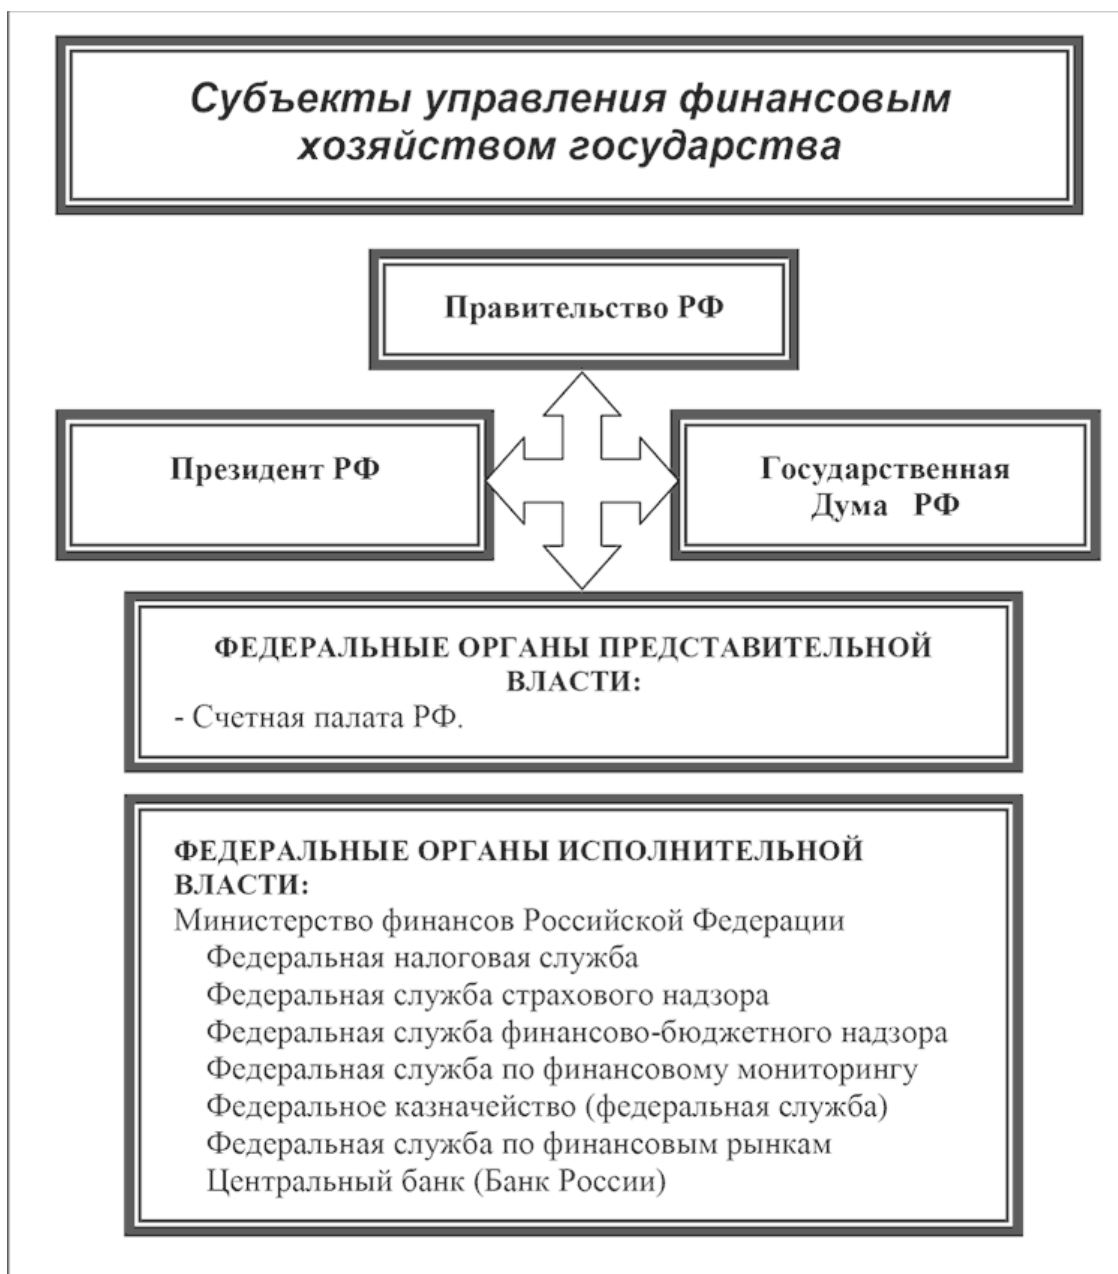 Субъекты управления финансовым
хозяйством государства
Правительство РФ
Президент РФ
Государственная
Дума РФ
ФЕДЕРАЛЬНЫЕ ОРГАНЫ ПРЕДСТАВИТЕЛЬНОЙ
ВЛАСТИ:
- Счетная палата РФ.
ФЕДЕРАЛЬНЫЕ ОРГАНЫ ИСПОЛНИТЕЛЬНОЙ
ВЛАСТИ:
Министерство финансов Российской Федерации
Федеральная налоговая служба
Федеральная служба страхового надзора
Федеральная служба финансово-бюджетного надзора
Федеральная служба по финансовому мониторингу
Федеральное казначейство (федеральная служба)
Федеральная служба по финансовым рынкам
Центральный банк (Банк России)